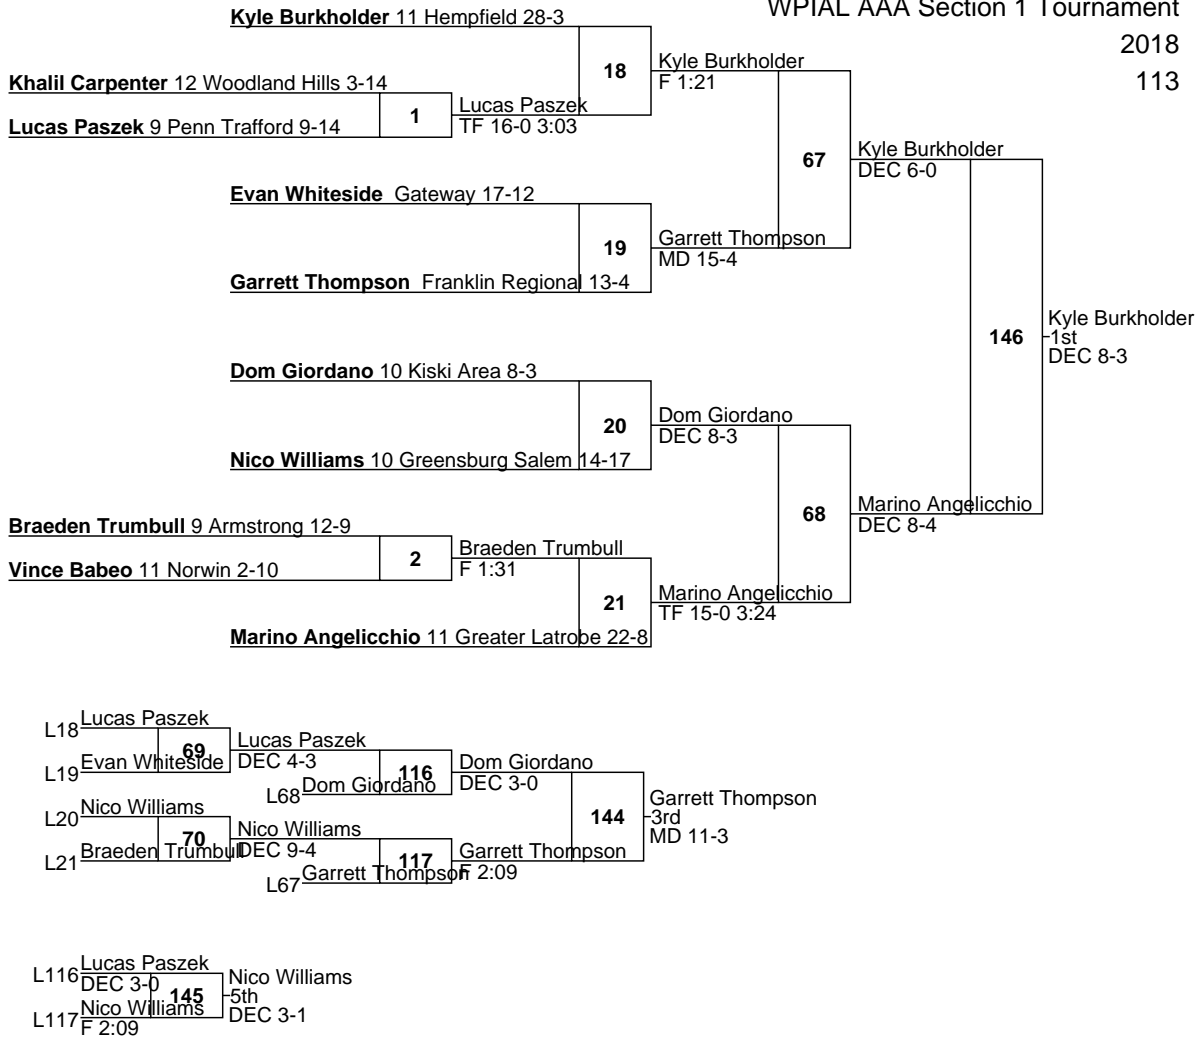 WPIAL AAA Section 1 Tournament
2018
113
Kyle Burkholder 11 Hempfield 28-3
18
Kyle Burkholder
F 1:21
Khalil Carpenter 12 Woodland Hills 3-14
1
Lucas Paszek
TF 16-0 3:03
Lucas Paszek 9 Penn Trafford 9-14
67
Kyle Burkholder
DEC 6-0
Evan Whiteside Gateway 17-12
19
Garrett Thompson
MD 15-4
Garrett Thompson Franklin Regional 13-4
146
Kyle Burkholder
1st
DEC 8-3
Dom Giordano 10 Kiski Area 8-3
20
Dom Giordano
DEC 8-3
Nico Williams 10 Greensburg Salem 14-17
68
Marino Angelicchio
DEC 8-4
Braeden Trumbull 9 Armstrong 12-9
2
Braeden Trumbull
F 1:31
Vince Babeo 11 Norwin 2-10
21
Marino Angelicchio
TF 15-0 3:24
Marino Angelicchio 11 Greater Latrobe 22-8
L18 Lucas Paszek
69
L19 Evan Whiteside
Lucas Paszek
DEC 4-3
116
L68 Dom Giordano
Dom Giordano
DEC 3-0
L20 Nico Williams
70
L21 Braeden Trumbull
Nico Williams
DEC 9-4
117
L67 Garrett Thompson
Garrett Thompson
F 2:09
144
Garrett Thompson
3rd
MD 11-3
L116 Lucas Paszek
DEC 3-0
145
L117 Nico Williams
F 2:09
Nico Williams
5th
DEC 3-1